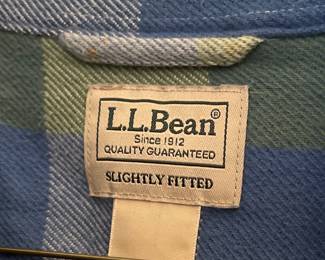 L.L.Bean®
Since 1912
QUALITY GUARANTEED
SLIGHTLY FITTED